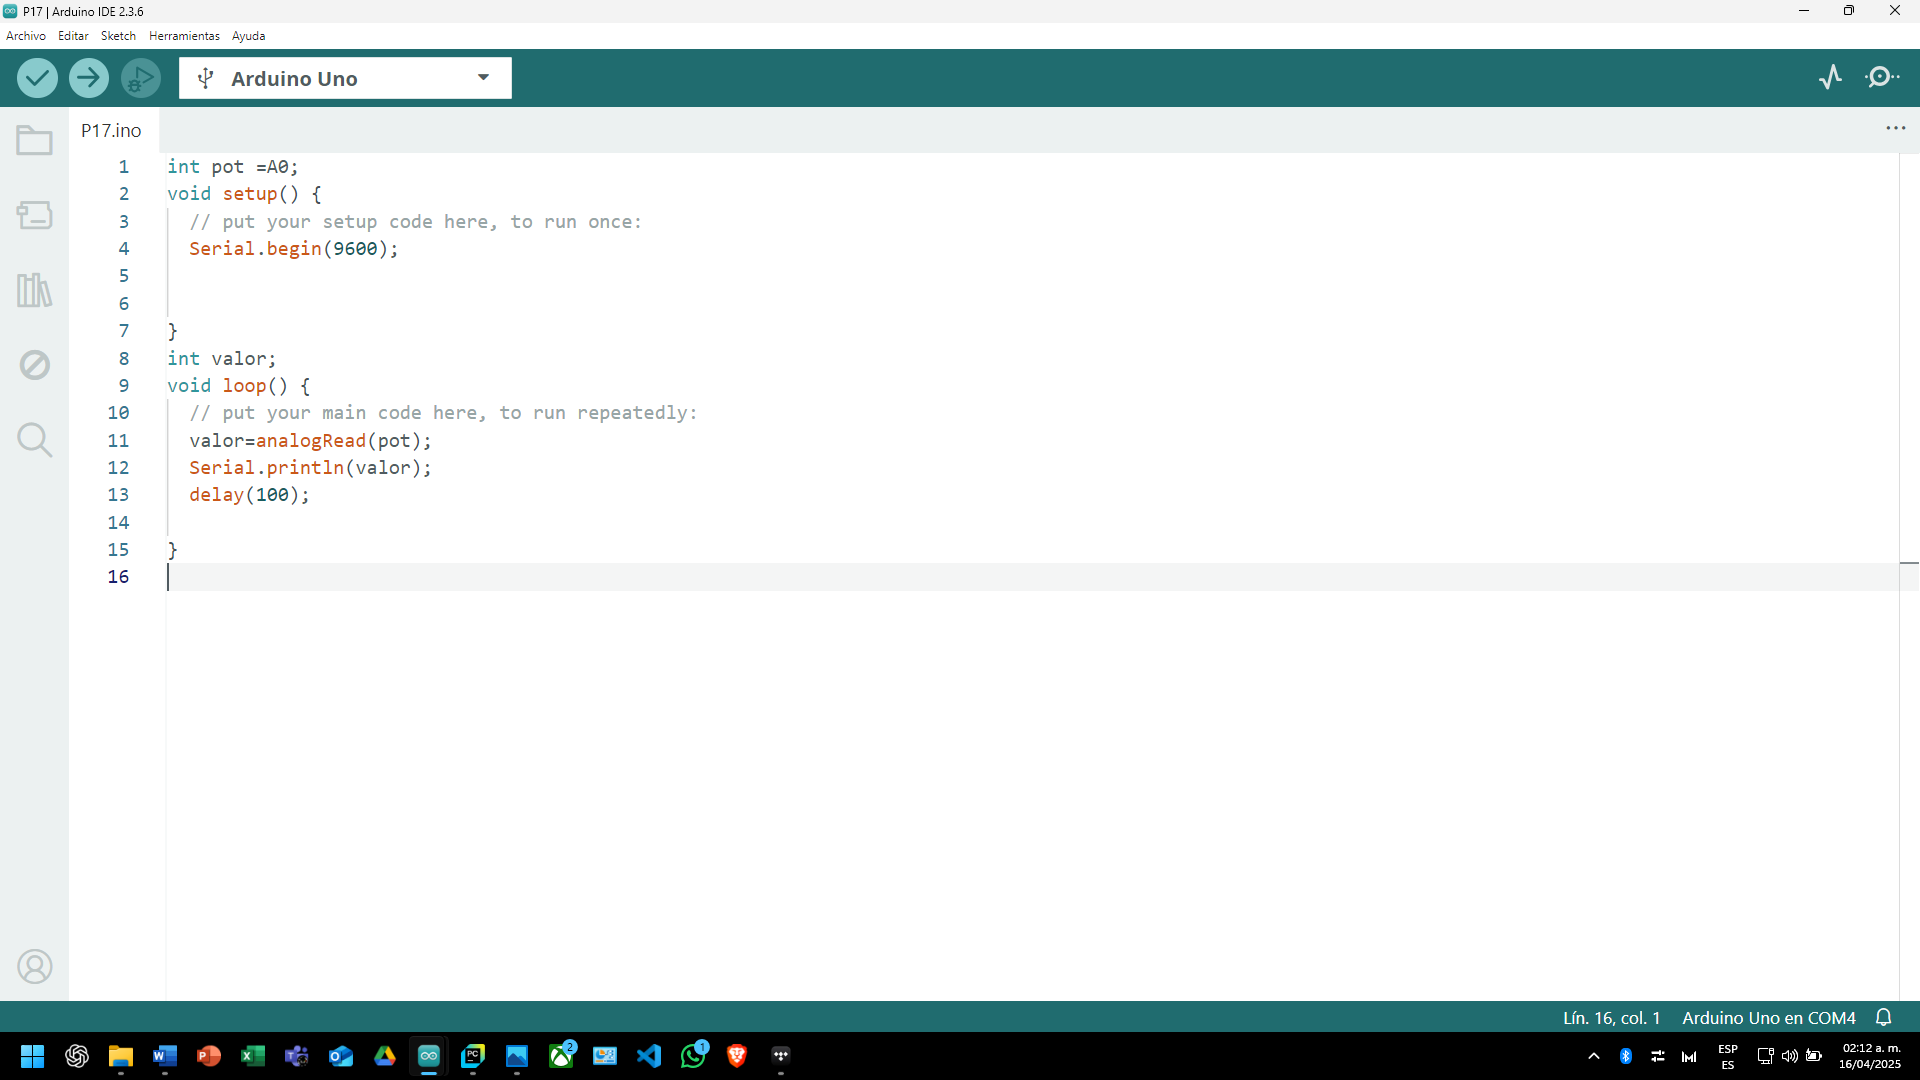 P17 | Arduino IDE 2.3.6
Archivo Editar Sketch Herramientas Ayuda
Arduino Uno
P17.ino
1 int pot =A0;
2 void setup() {
3 // put your setup code here, to run once:
4 Serial.begin(9600);
5
6
7 }
8 int valor;
9 void loop() {
10 // put your main code here, to run repeatedly:
11 valor=analogRead(pot);
12 Serial.println(valor);
13 delay(100);
14
15 }
16
Lín. 16, col. 1 Arduino Uno en COM4
2 1
ESP
ES
02:12 a. m.
16/04/2025